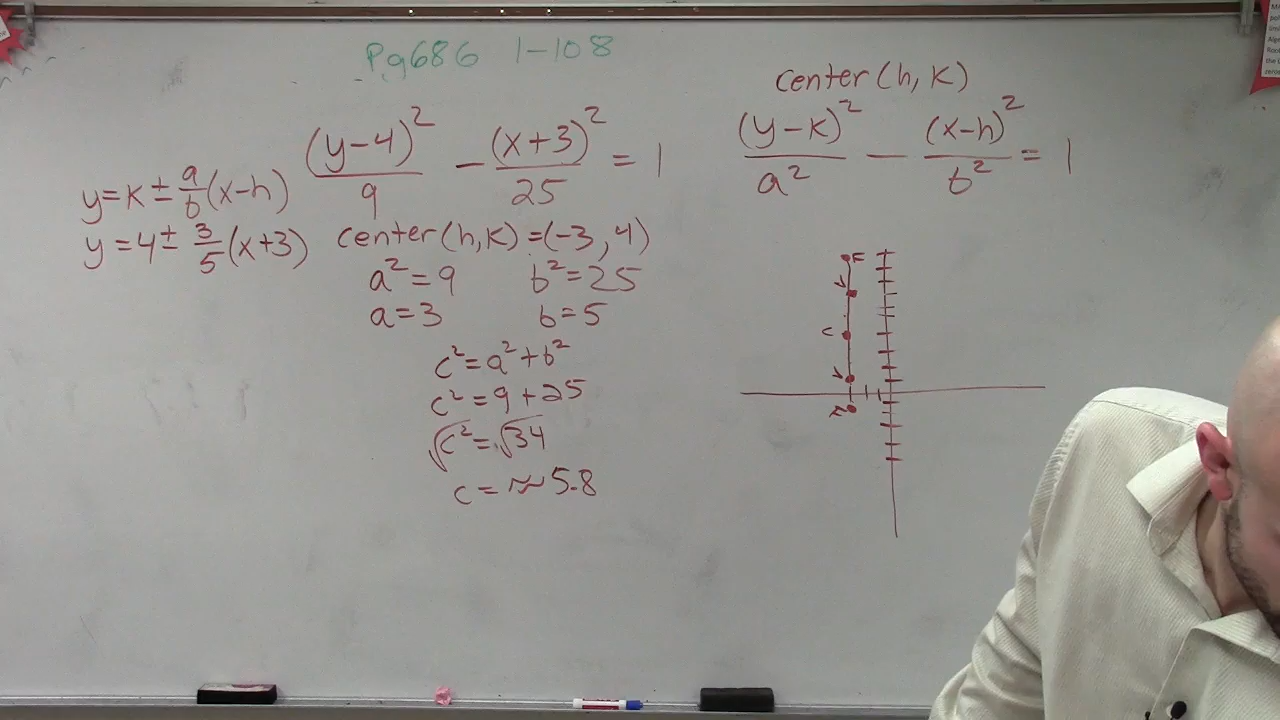 Pg686 1-108
center(h,K)
(y-4)²/9 - (x+3)²/25 = 1
(y-K)²/a² - (x-h)²/b² = 1
y=K±a/b(x-h)
y=4±3/5(x+3)
center(h,K)=(-3,4)
a²=9 b²=25
a=3 b=5
c²=a²+b²
c²=9+25
√c²=√34
c=≈5.8
F
V
C
V
F